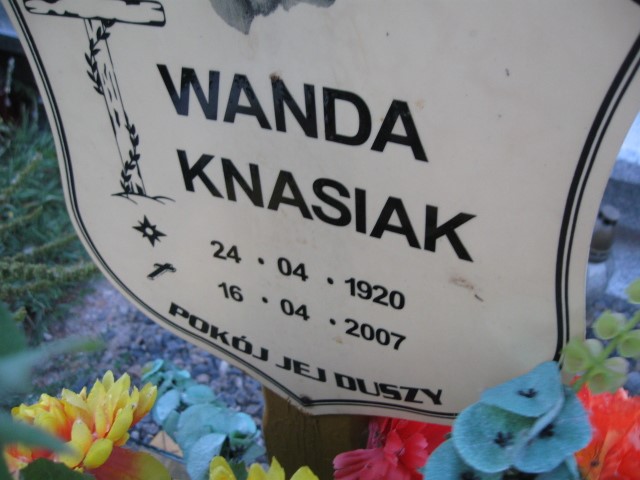 WANDA
KNASIAK
24 • 04 • 1920
16 • 04 • 2007
POKÓJ JEJ DUSZY